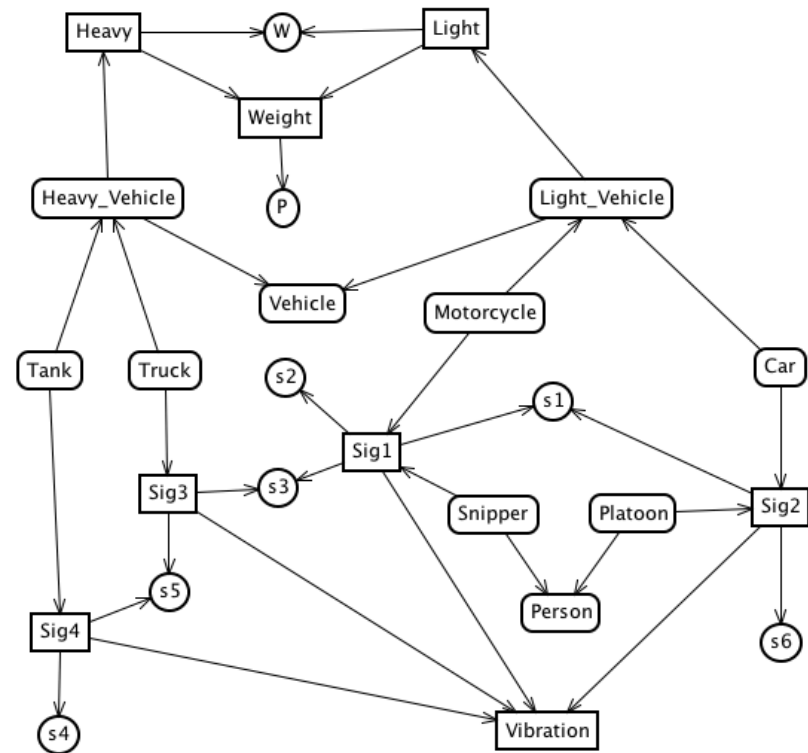 Heavy
W
Light
Weight
Heavy_Vehicle
P
Light_Vehicle
Vehicle
Motorcycle
Tank
Truck
s2
s1
Car
Sig1
Sig3
s3
Snipper
Platoon
Sig2
s5
Person
Sig4
s6
s4
Vibration